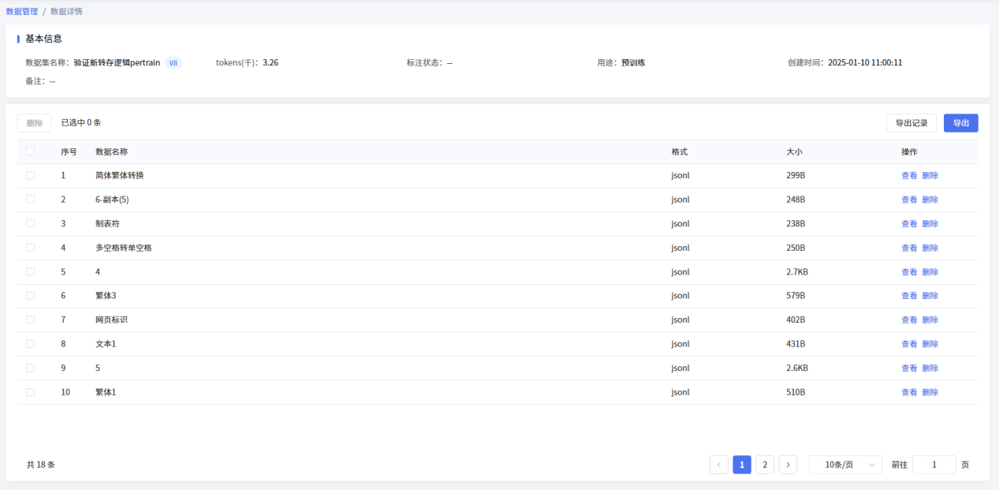 数据管理 / 数据详情
基本信息
数据集名称: 验证新转存逻辑pertrain V8 tokens(千): 3.26 标注状态: -- 用途: 预训练 创建时间: 2025-01-10 11:00:11
备注: --
删除 已选中 0 条 导出记录 导出
序号 数据名称 格式 大小 操作
1 简体繁体转换 jsonl 299B 查看 删除
2 6-副本(5) jsonl 248B 查看 删除
3 制表符 jsonl 238B 查看 删除
4 多空格转单空格 jsonl 250B 查看 删除
5 4 jsonl 2.7KB 查看 删除
6 繁体3 jsonl 579B 查看 删除
7 网页标识 jsonl 402B 查看 删除
8 文本1 jsonl 431B 查看 删除
9 5 jsonl 2.6KB 查看 删除
10 繁体1 jsonl 510B 查看 删除
共 18 条 < 1 2 > 10条/页 前往 1 页